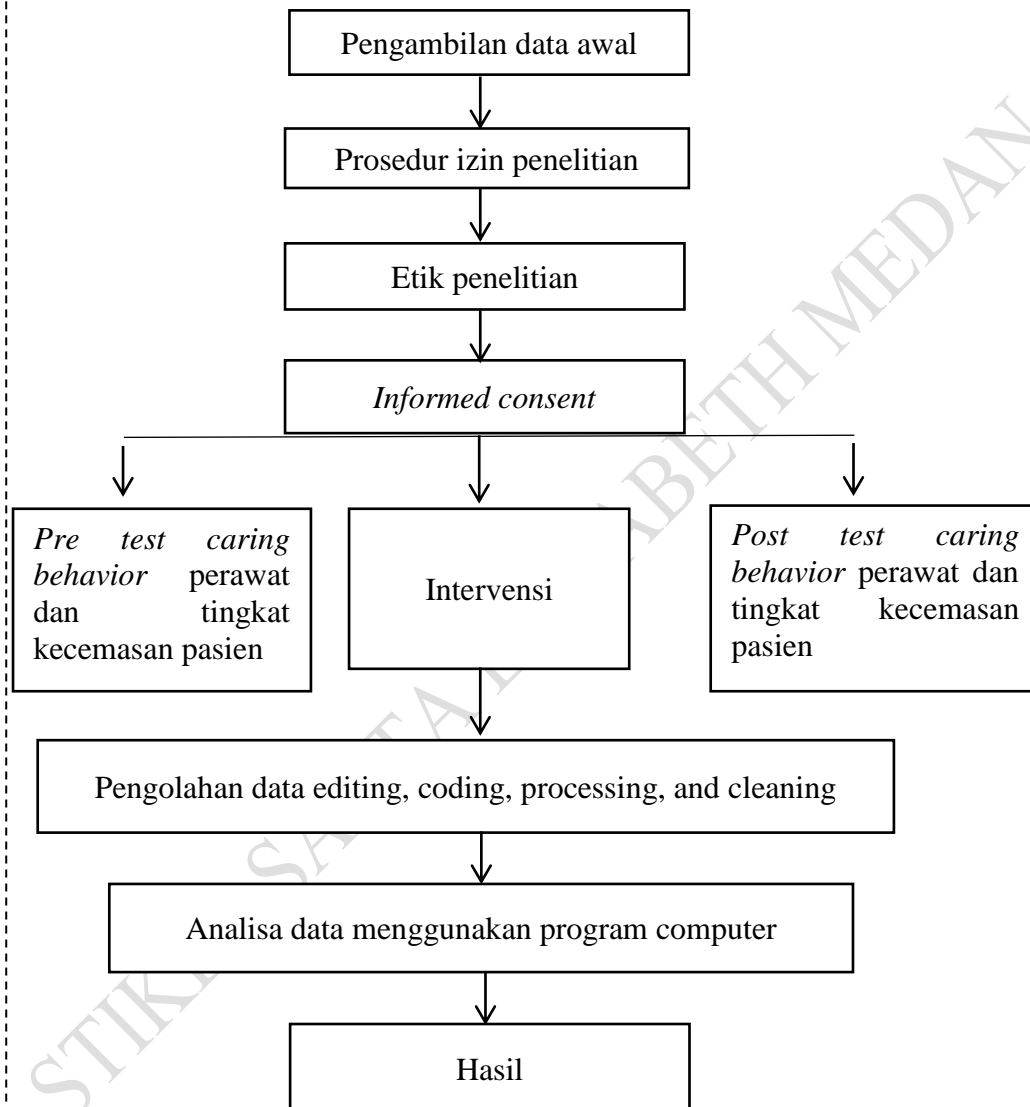 Pengambilan data awal
Prosedur izin penelitian
Etik penelitian
Informed consent
Pre test caring
behavior perawat
dan tingkat
kecemasan pasien
Intervensi
Post test caring
behavior perawat dan
tingkat kecemasan
pasien
Pengolahan data editing, coding, processing, and cleaning
Analisa data menggunakan program computer
Hasil